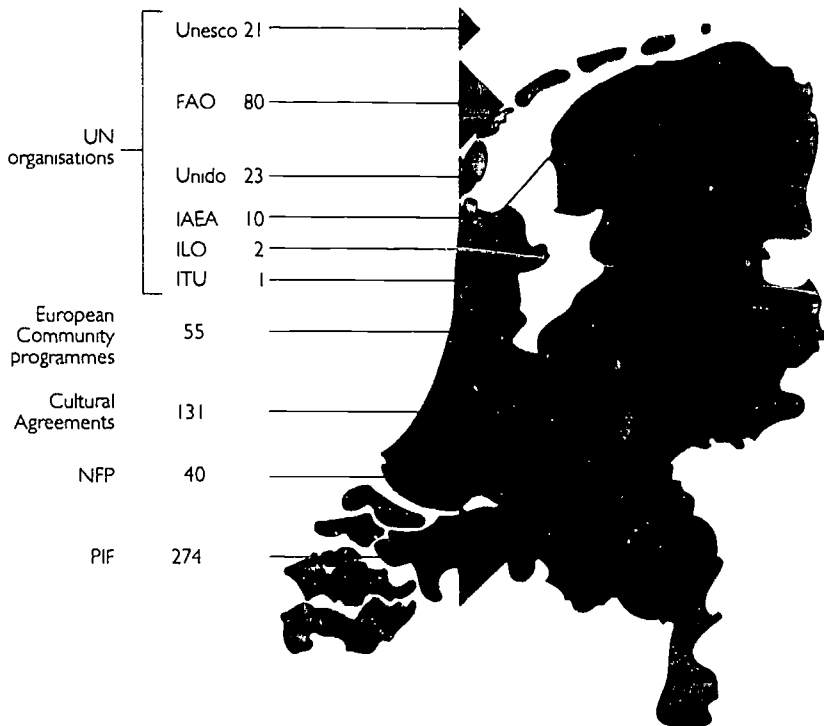 Unesco 21
FAO 80
UN
organisations
Unido 23
IAEA 10
ILO 2
ITU 1
European
Community
programmes
55
Cultural
Agreements
131
NFP 40
PIF 274